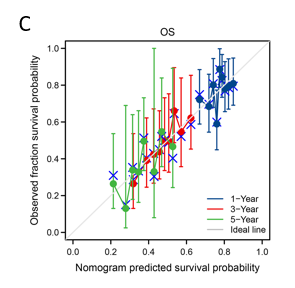 C
OS
Observed fraction survival probability
1.0
0.8
0.6
0.4
0.2
0.0
1-Year
3-Year
5-Year
Ideal line
0.0 0.2 0.4 0.6 0.8 1.0
Nomogram predicted survival probability